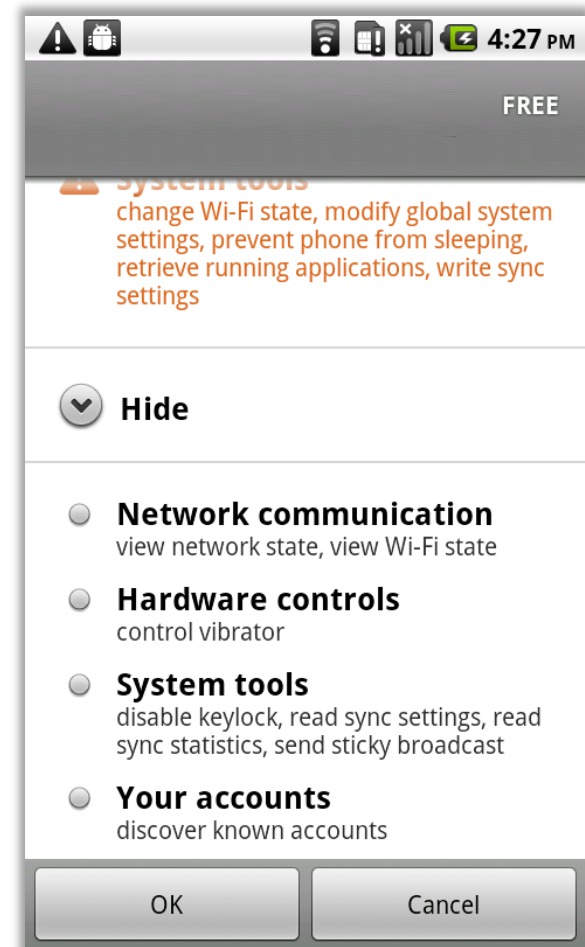 4:27 PM
FREE
System tools
change Wi-Fi state, modify global system
settings, prevent phone from sleeping,
retrieve running applications, write sync
settings
Hide
Network communication
view network state, view Wi-Fi state
Hardware controls
control vibrator
System tools
disable keylock, read sync settings, read
sync statistics, send sticky broadcast
Your accounts
discover known accounts
OK
Cancel